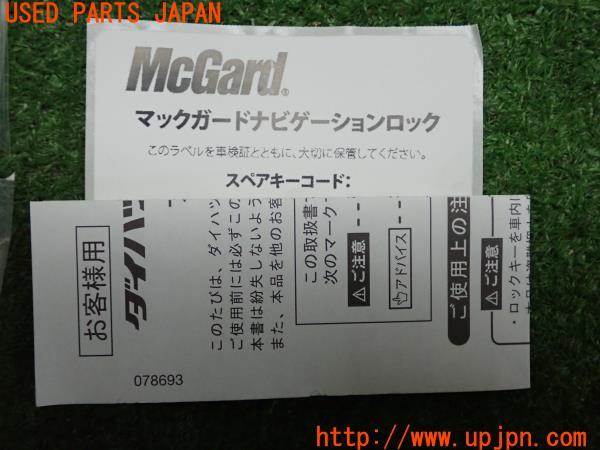 USED PARTS JAPAN
McGard®
マックガードナビゲーションロック
このラベルを車検証とともに、大切に保管してください。
スペアキーコード：
お客様用
ダイハツ
このたびは、ダイハツ
ご使用前には必ずこの
本書は紛失しないよう
また、本品を他のお客
この取扱書
次のマーク
⚠ご注意
アドバイス
ご使用上の注
⚠ご注意
・ロックキーを車内に
078693
http://www.upjpn.com/